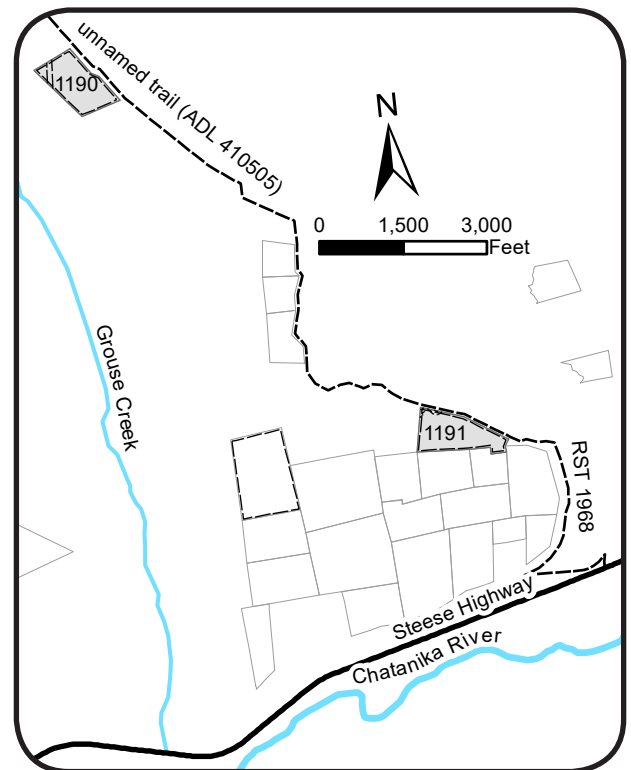 unnamed trail (ADL 410505)
1190
N
0 1,500 3,000
Feet
Grouse Creek
1191
RST 1968
Steese Highway
Chatanika River